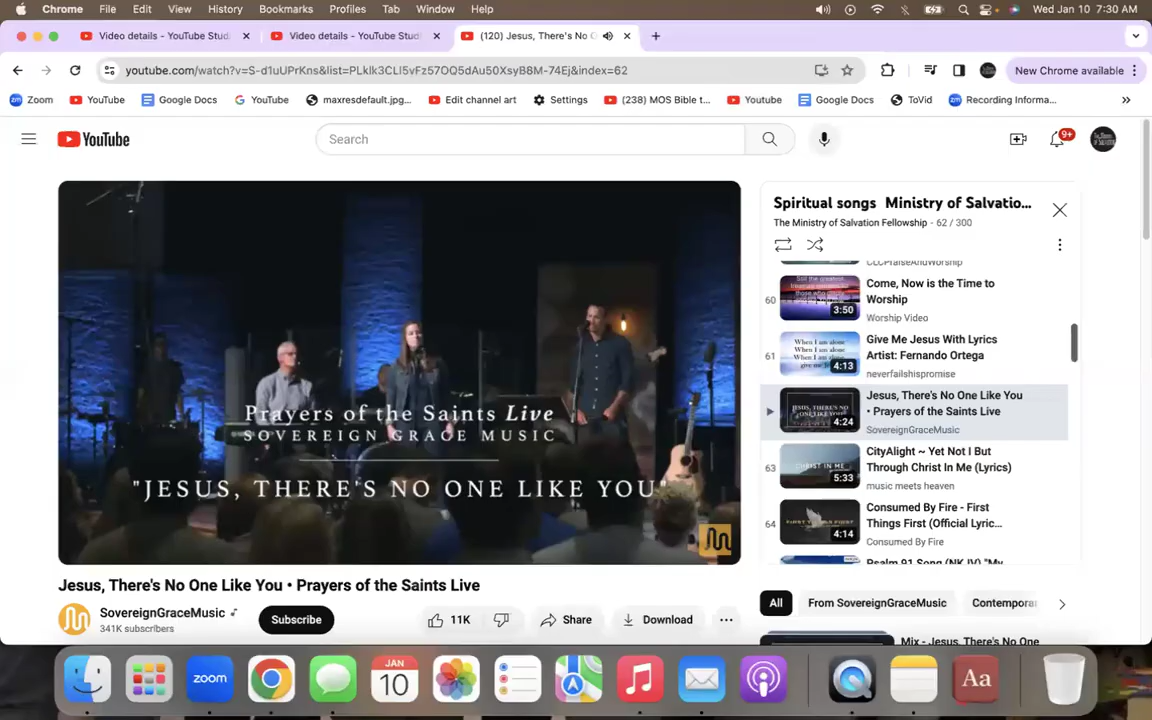 Chrome File Edit View History Bookmarks Profiles Tab Window Help Wed Jan 10 7:30 AM
Video details - YouTube Stud Video details - YouTube Studi (120) Jesus, There's No O
youtube.com/watch?v=S-d1uUPrKns&list=PLklk3CLI5vFz57OQ5dAu50XsyB8M-74Ej&index=62 New Chrome available
Zoom YouTube Google Docs YouTube maxresdefault.jpg... Edit channel art Settings (238) MOS Bible t... Youtube Google Docs ToVid Recording Informa... »
YouTube Search 9+
Prayers of the Saints Live
SOVEREIGN GRACE MUSIC
"JESUS, THERE'S NO ONE LIKE YOU"
Jesus, There's No One Like You • Prayers of the Saints Live
SovereignGraceMusic
341K subscribers
Subscribe
11K Share Download
Spiritual songs Ministry of Salvatio...
The Ministry of Salvation Fellowship - 62 / 300
CLCPraiseAndWorship
60 3:50 Come, Now is the Time to
Worship
Worship Video
61 4:13 Give Me Jesus With Lyrics
Artist: Fernando Ortega
neverfailshispromise
4:24 Jesus, There's No One Like You
• Prayers of the Saints Live
SovereignGraceMusic
63 5:33 CityAlight ~ Yet Not I But
Through Christ In Me (Lyrics)
music meets heaven
64 4:14 Consumed By Fire - First
Things First (Official Lyric...
Consumed By Fire
Psalm 91 Song (NKJV) "My
All From SovereignGraceMusic Contempora
Mix - Jesus, There's No One
zoom JAN 10 Aa